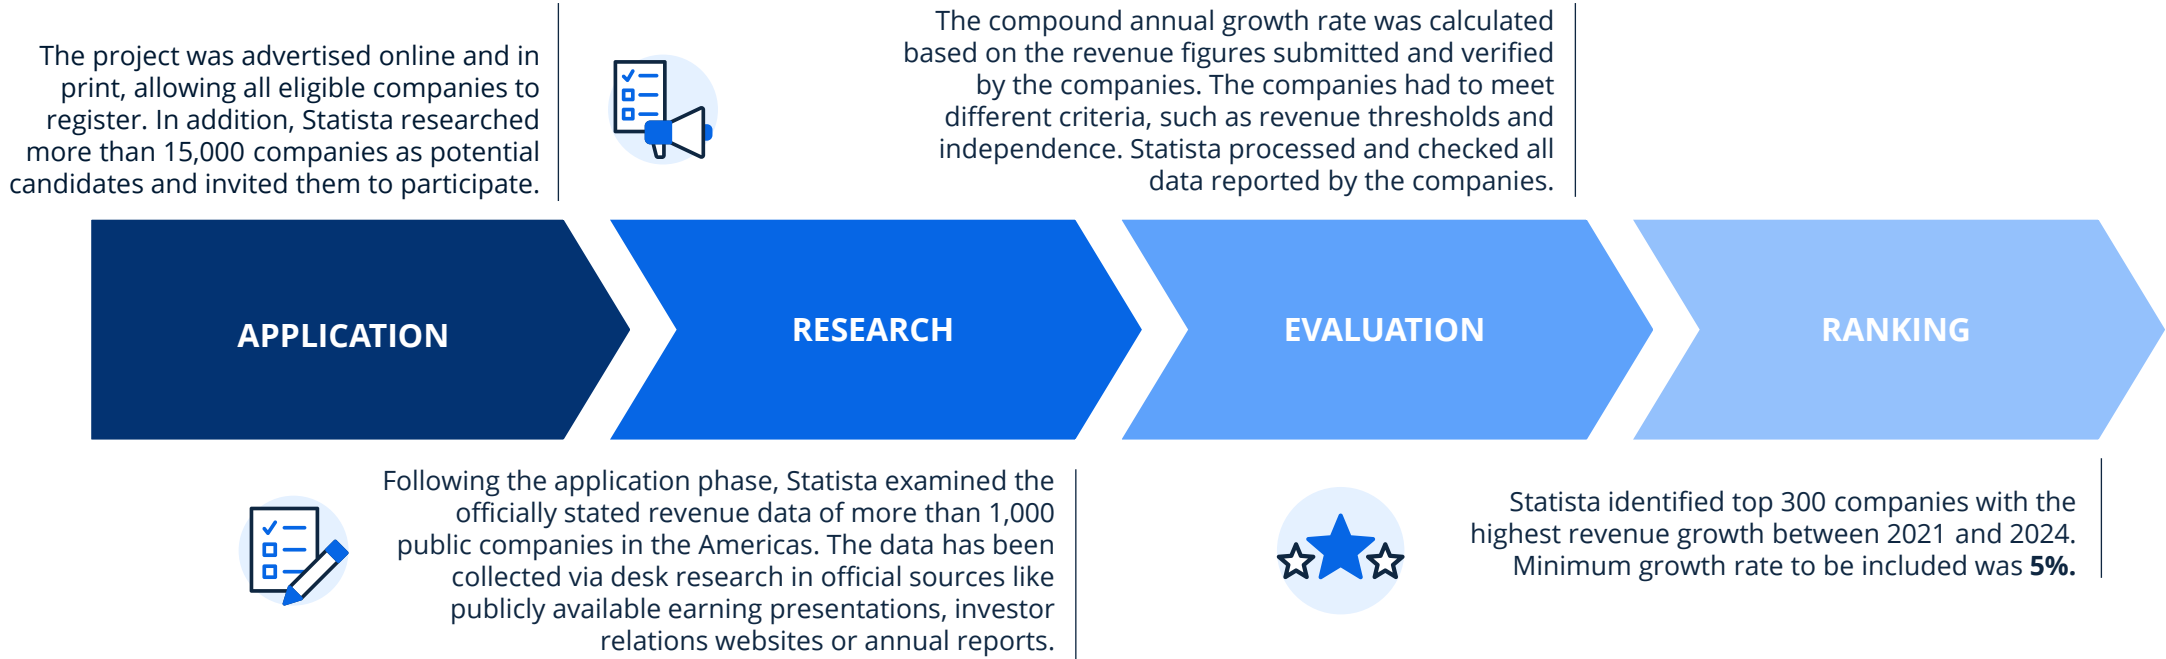 The project was advertised online and in
print, allowing all eligible companies to
register. In addition, Statista researched
more than 15,000 companies as potential
candidates and invited them to participate.
The compound annual growth rate was calculated
based on the revenue figures submitted and verified
by the companies. The companies had to meet
different criteria, such as revenue thresholds and
independence. Statista processed and checked all
data reported by the companies.
APPLICATION
RESEARCH
EVALUATION
RANKING
Following the application phase, Statista examined the
officially stated revenue data of more than 1,000
public companies in the Americas. The data has been
collected via desk research in official sources like
publicly available earning presentations, investor
relations websites or annual reports.
Statista identified top 300 companies with the
highest revenue growth between 2021 and 2024.
Minimum growth rate to be included was 5%.